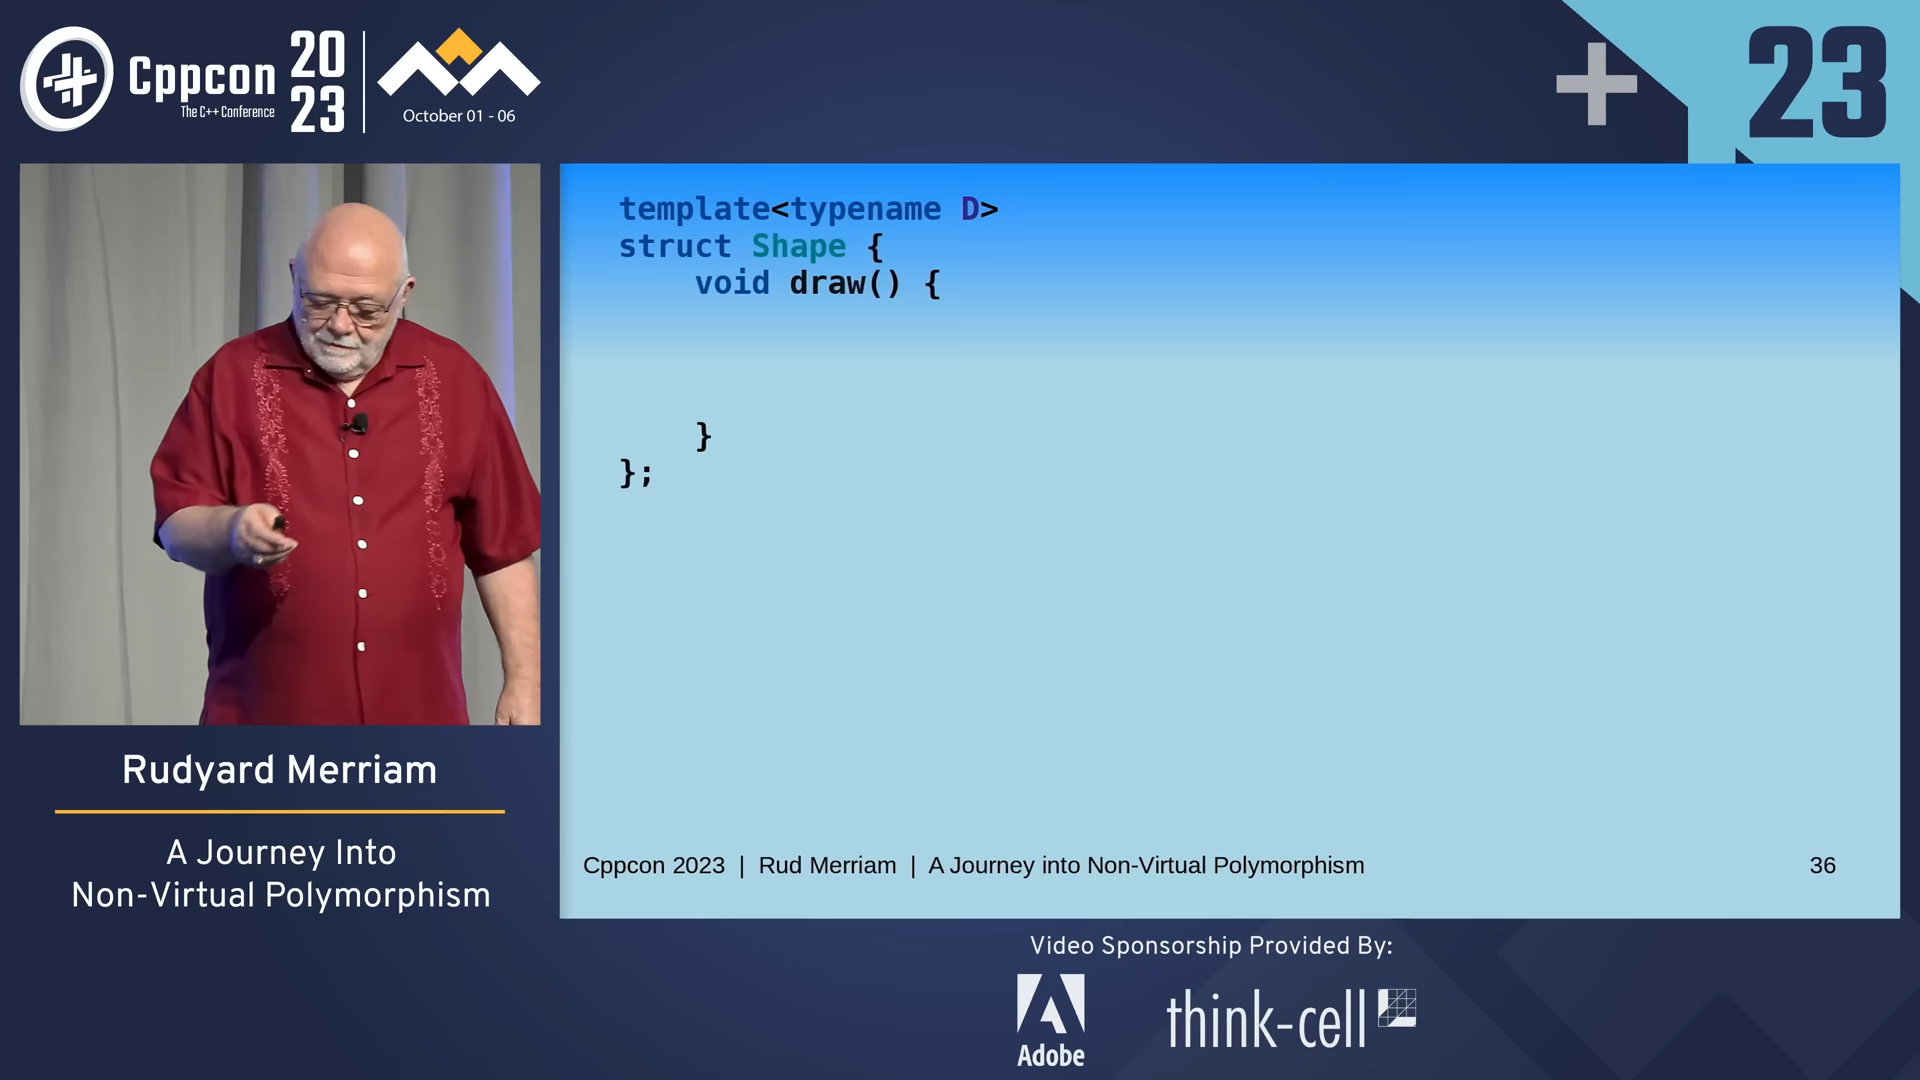 Cppcon
The C++ Conference
20
23
October 01 - 06
23
template<typename D>
struct Shape {
    void draw() {
    }
};
Cppcon 2023 | Rud Merriam | A Journey into Non-Virtual Polymorphism
36
Rudyard Merriam
A Journey Into
Non-Virtual Polymorphism
Video Sponsorship Provided By:
Adobe
think-cell